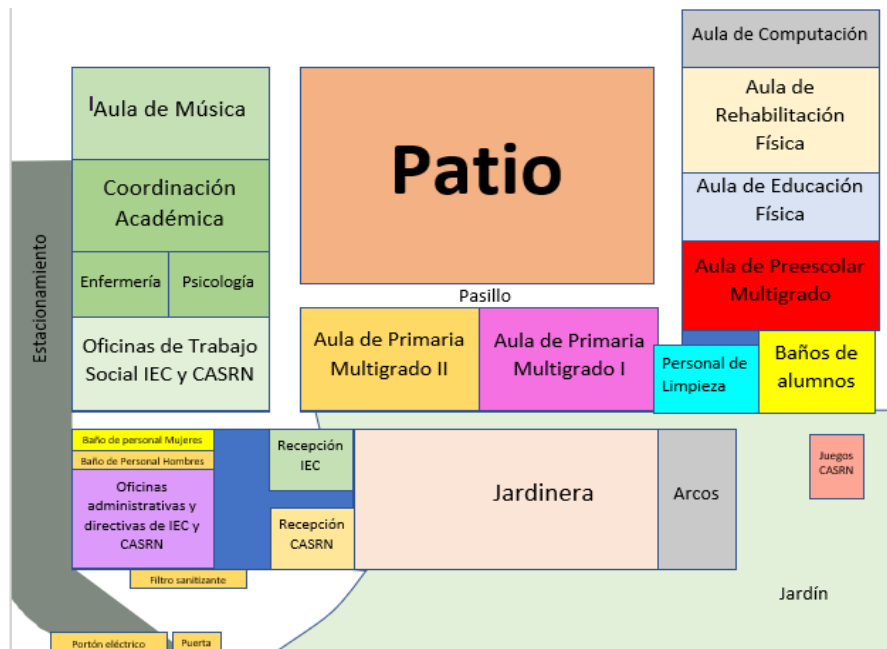 Aula de Computación
Aula de Música
Patio
Aula de
Rehabilitación
Física
Coordinación
Académica
Aula de Educación
Física
Estacionamiento
Enfermería
Psicología
Aula de Preescolar
Multigrado
Pasillo
Oficinas de Trabajo
Social IEC y CASRN
Aula de Primaria
Multigrado II
Aula de Primaria
Multigrado I
Personal de
Limpieza
Baños de
alumnos
Baño de personal Mujeres
Baño de Personal Hombres
Oficinas
administrativas y
directivas de IEC y
CASRN
Recepción
IEC
Recepción
CASRN
Jardinera
Arcos
Juegos
CASRN
Filtro sanitizante
Jardín
Portón eléctrico
Puerta